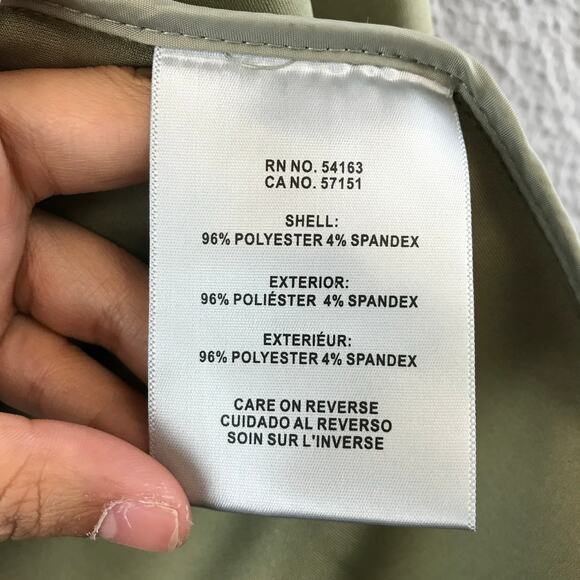 RN NO. 54163
CA NO. 57151
SHELL:
96% POLYESTER 4% SPANDEX
EXTERIOR:
96% POLIÉSTER 4% SPANDEX
EXTERIÉUR:
96% POLYESTER 4% SPANDEX
CARE ON REVERSE
CUIDADO AL REVERSO
SOIN SUR L'INVERSE